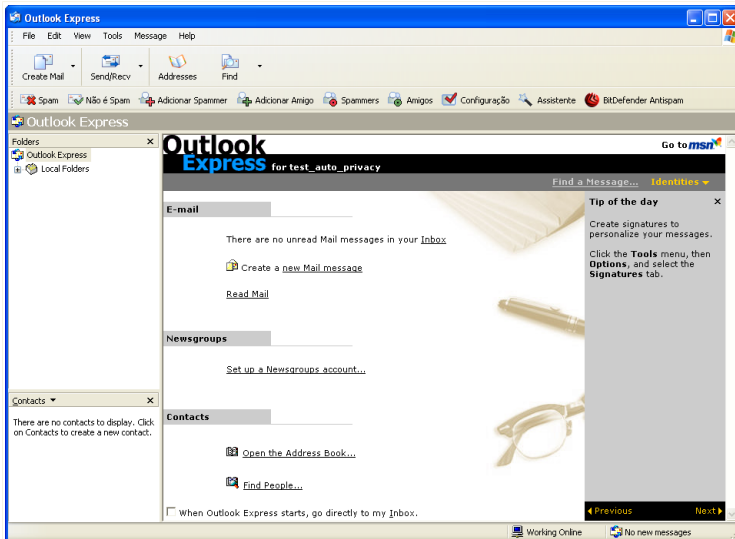 Outlook Express
File Edit View Tools Message Help
Create Mail Send/Recv Addresses Find
Spam Não é Spam Adicionar Spammer Adicionar Amigo Spammers Amigos Configuração Assistente BitDefender Antispam
Outlook Express
Folders
Outlook Express
Local Folders
Contacts
There are no contacts to display. Click
on Contacts to create a new contact.
Outlook
Express for test_auto_privacy
Go to msn
Find a Message... Identities
E-mail
There are no unread Mail messages in your Inbox
Create a new Mail message
Read Mail
Newsgroups
Set up a Newsgroups account...
Contacts
Open the Address Book...
Find People...
When Outlook Express starts, go directly to my Inbox.
Tip of the day
Create signatures to
personalize your messages.
Click the Tools menu, then
Options, and select the
Signatures tab.
Previous Next
Working Online No new messages